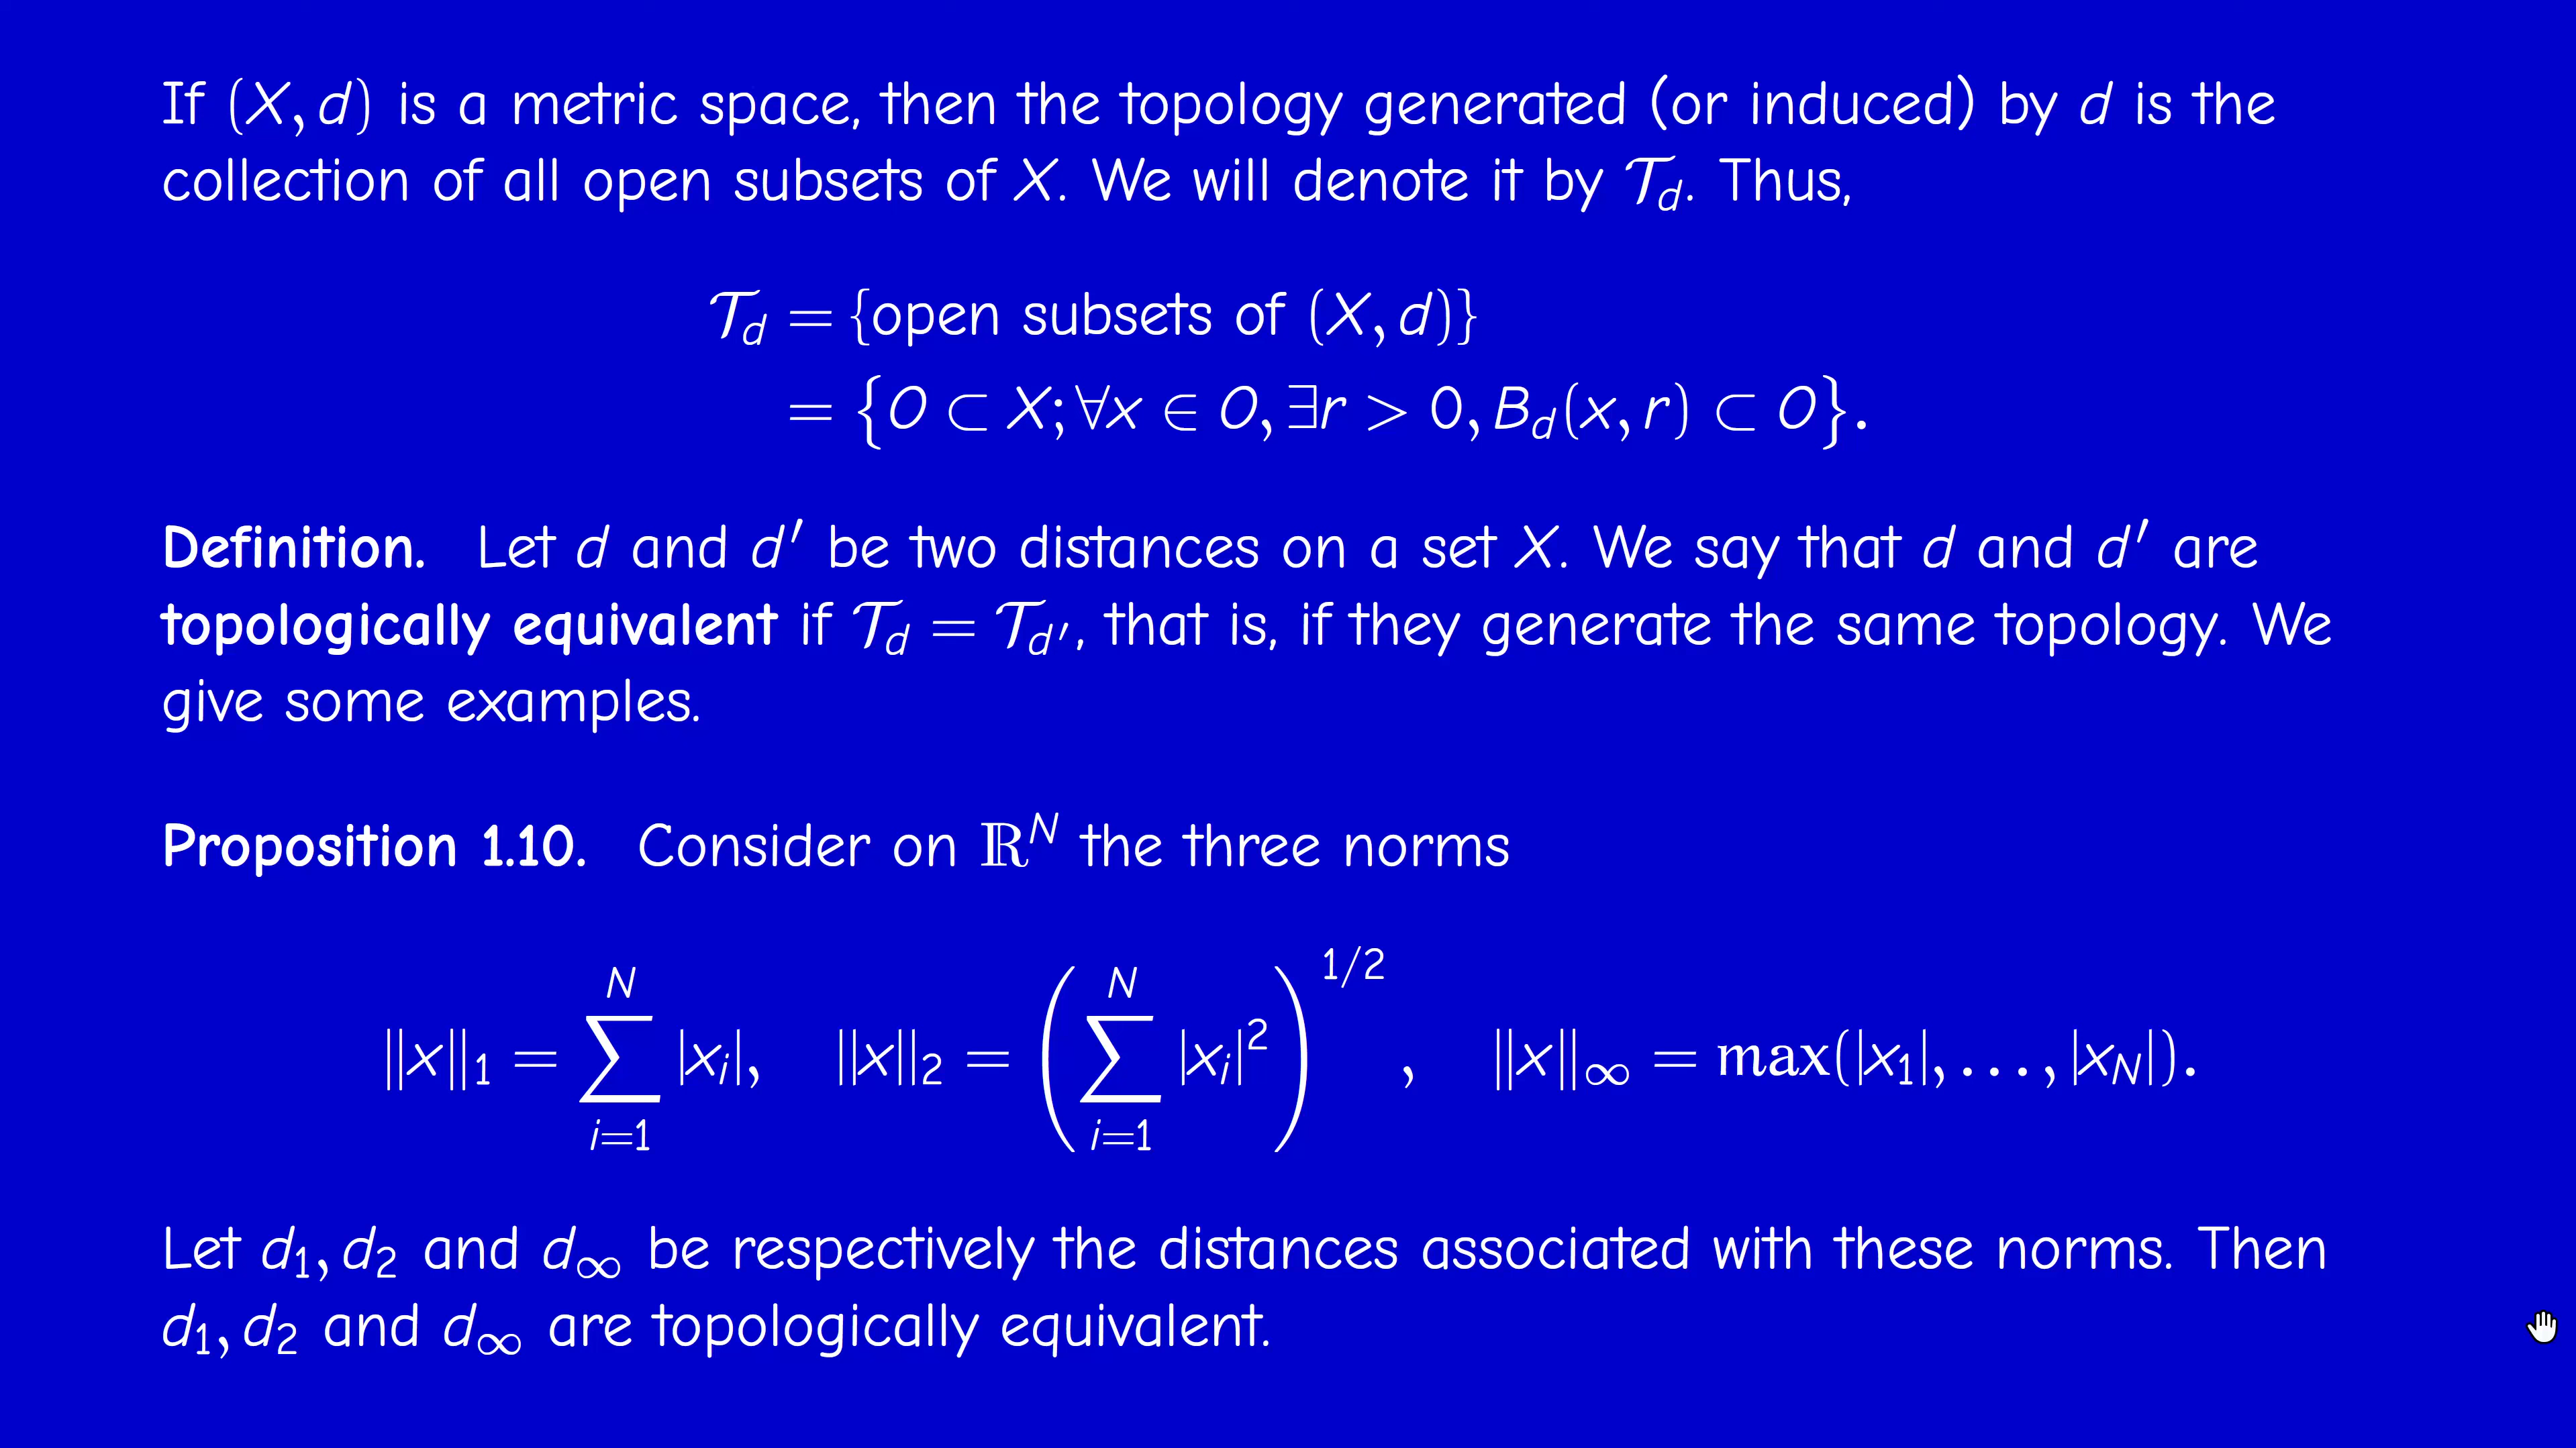 If (X, d) is a metric space, then the topology generated (or induced) by d is the
collection of all open subsets of X. We will denote it by 𝒯_d. Thus,
𝒯_d = {open subsets of (X, d)}
= {O ⊂ X; ∀x ∈ O, ∃r > 0, B_d(x, r) ⊂ O}.
Definition. Let d and d′ be two distances on a set X. We say that d and d′ are
topologically equivalent if 𝒯_d = 𝒯_{d′}, that is, if they generate the same topology. We
give some examples.
Proposition 1.10. Consider on ℝ^N the three norms
‖x‖₁ = ∑_{i=1}^{N} |x_i|, ‖x‖₂ = (∑_{i=1}^{N} |x_i|²)^{1/2}, ‖x‖_∞ = max(|x₁|, …, |x_N|).
Let d₁, d₂ and d_∞ be respectively the distances associated with these norms. Then
d₁, d₂ and d_∞ are topologically equivalent.